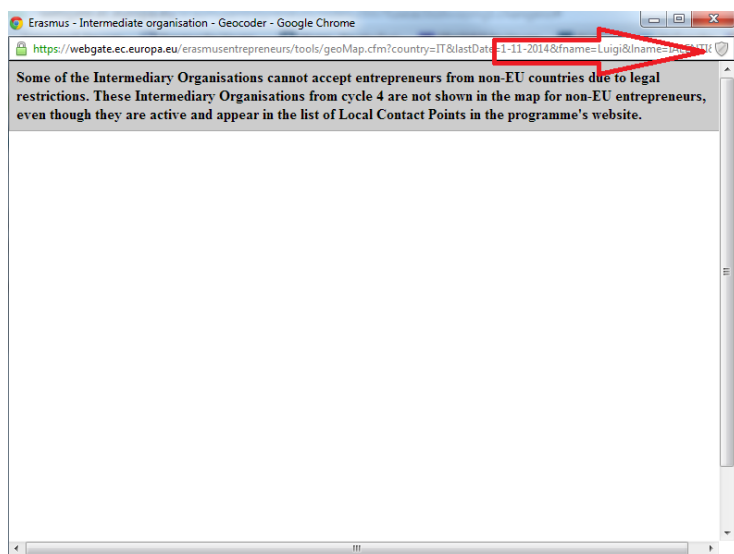 Erasmus - Intermediate organisation - Geocoder - Google Chrome
https://webgate.ec.europa.eu/erasmusentrepreneurs/tools/geoMap.cfm?country=IT&lastDate=1-11-2014&fname=Luigi&lname=
Some of the Intermediary Organisations cannot accept entrepreneurs from non-EU countries due to legal
restrictions. These Intermediary Organisations from cycle 4 are not shown in the map for non-EU entrepreneurs,
even though they are active and appear in the list of Local Contact Points in the programme's website.